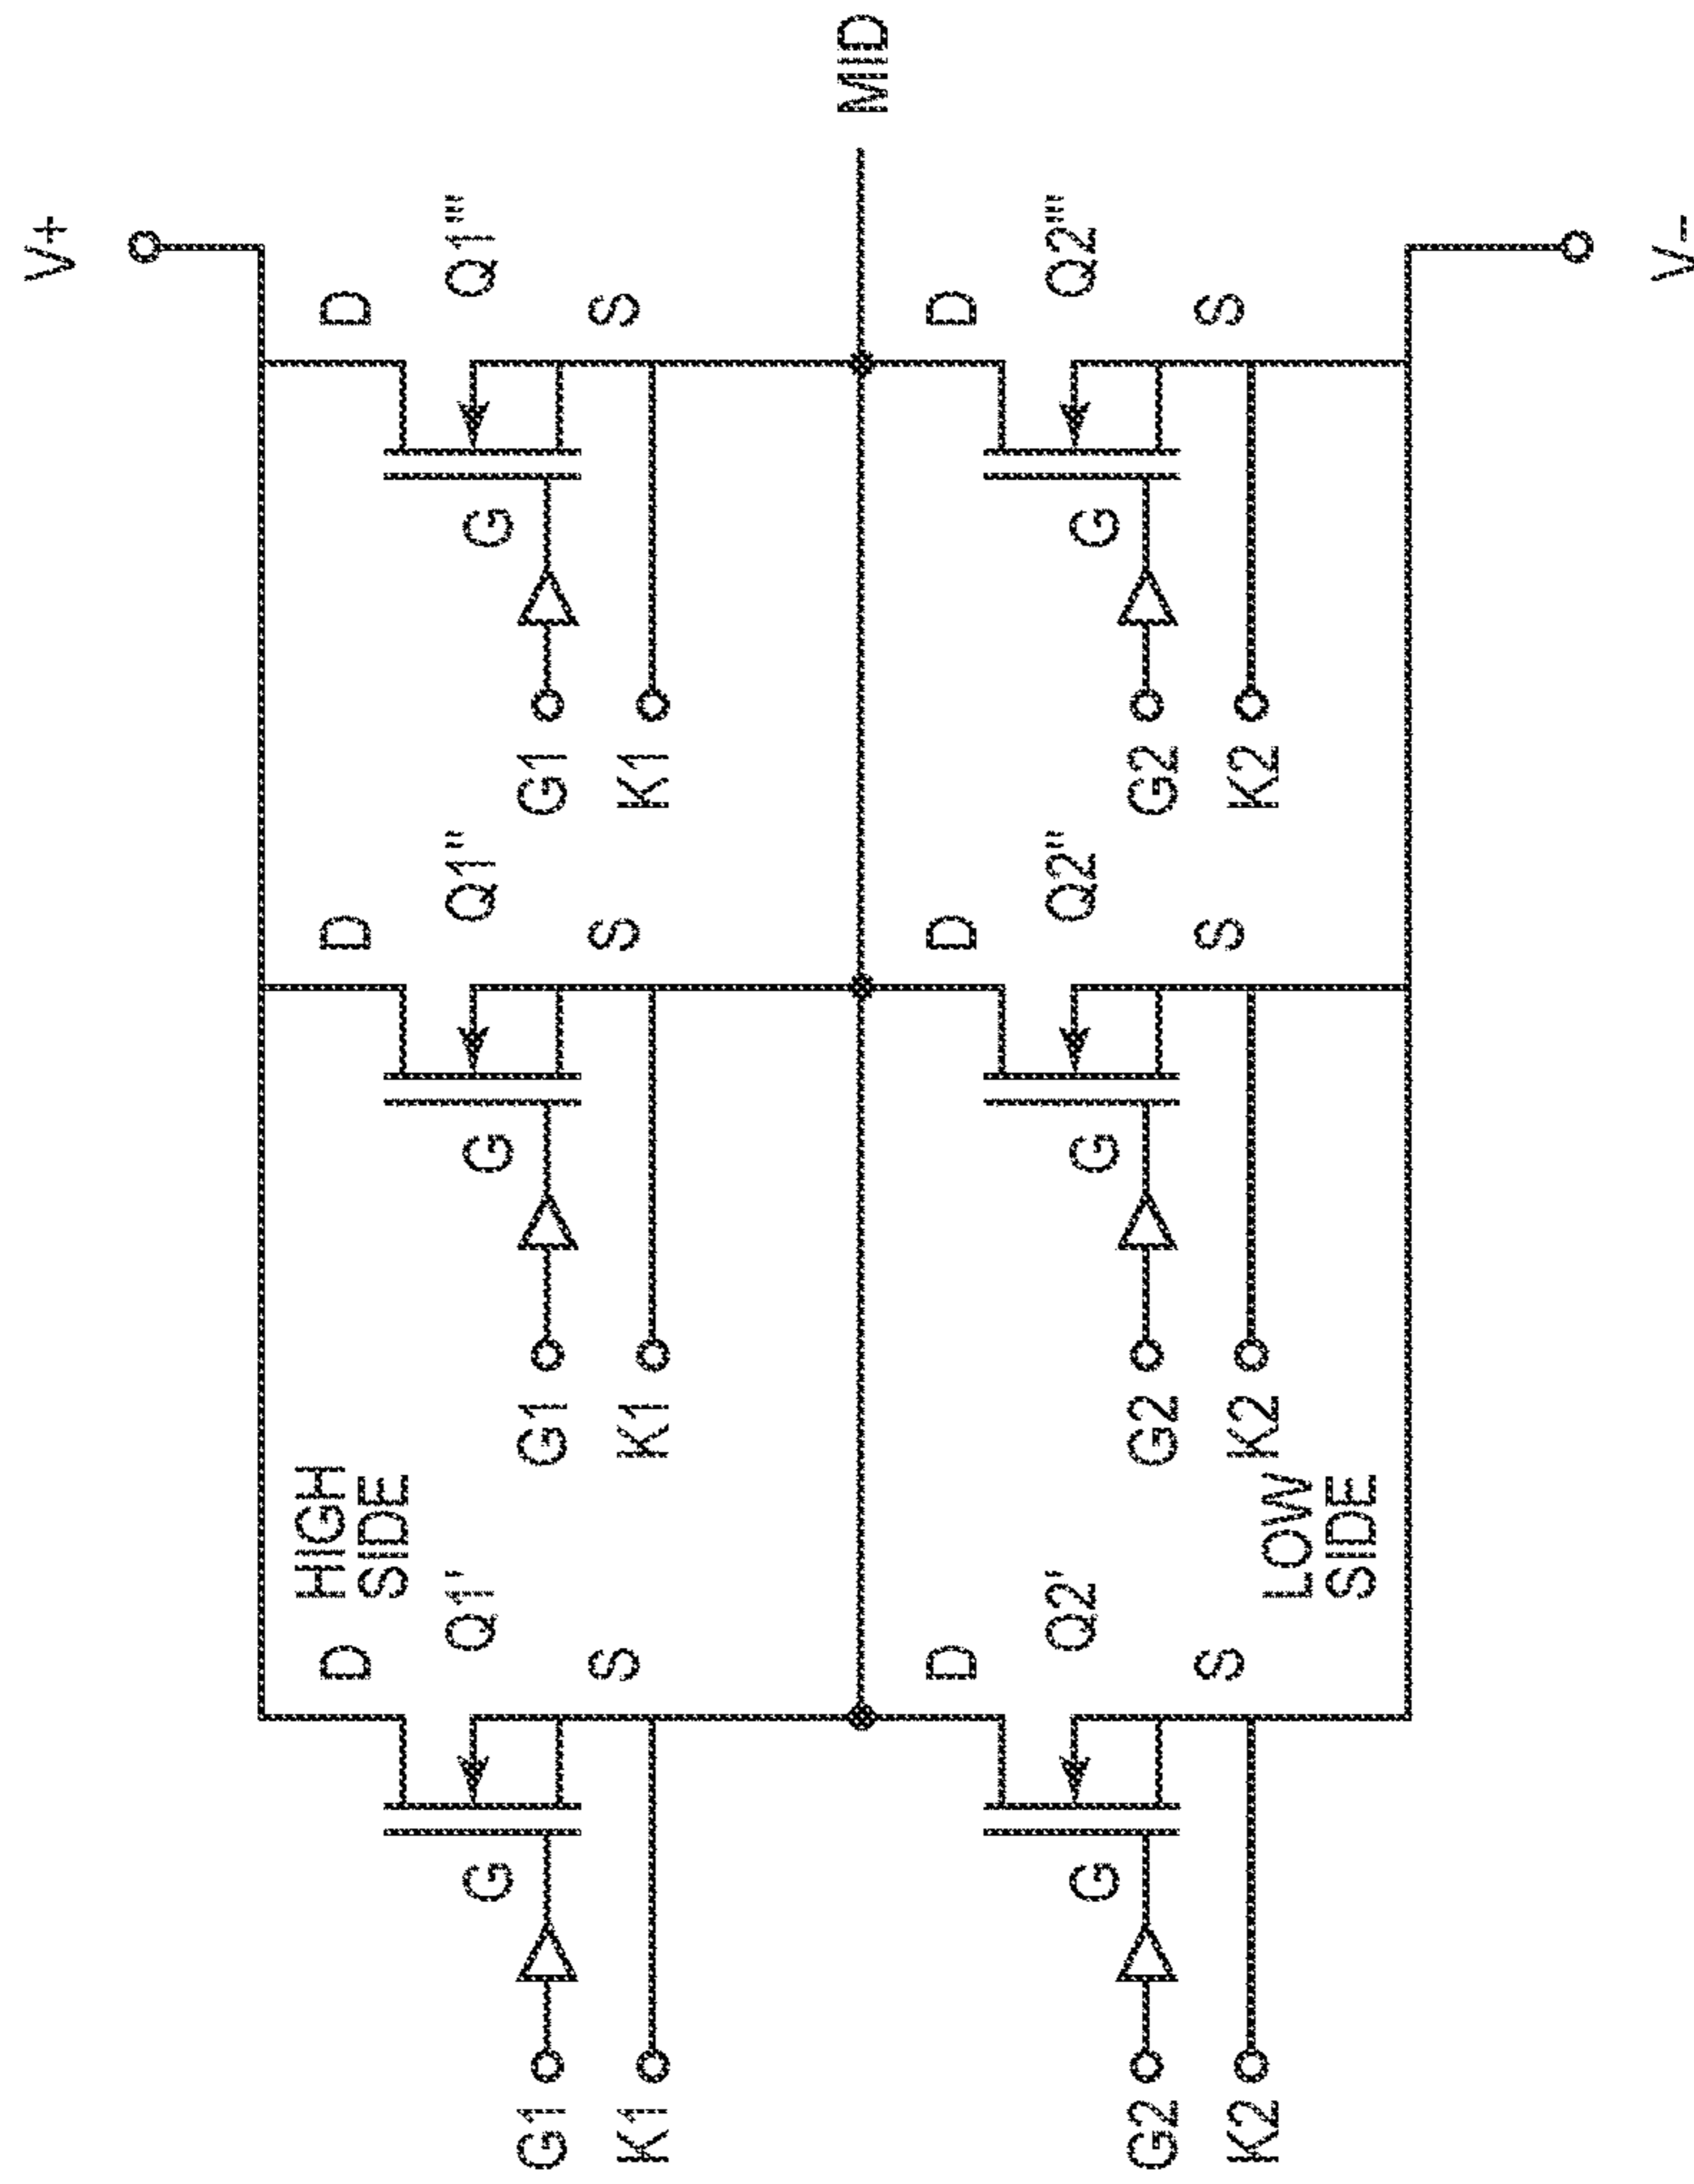 V+
HIGH
SIDE
D
D
D
Q1'
Q1''
Q1'''
G
G
G
G1
G1
G1
S
S
S
K1
K1
K1
MID
D
D
D
Q2'
Q2''
Q2'''
G
G
G
G2
G2
G2
S
S
S
K2
K2
K2
LOW
SIDE
V-